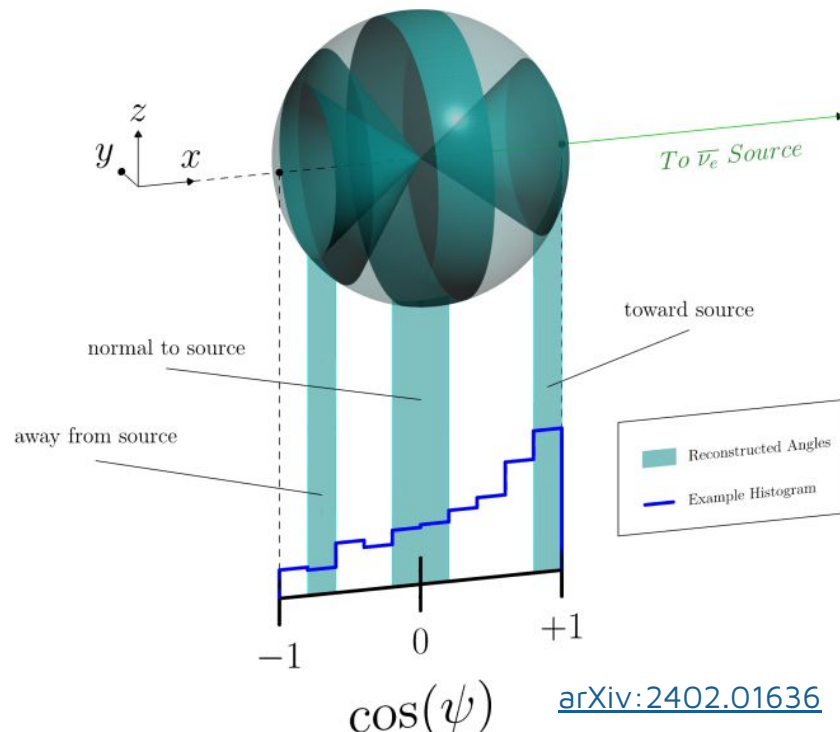 z
y
x
To ν̅ₑ Source
toward source
normal to source
away from source
Reconstructed Angles
Example Histogram
−1
0
+1
cos(ψ)
arXiv:2402.01636